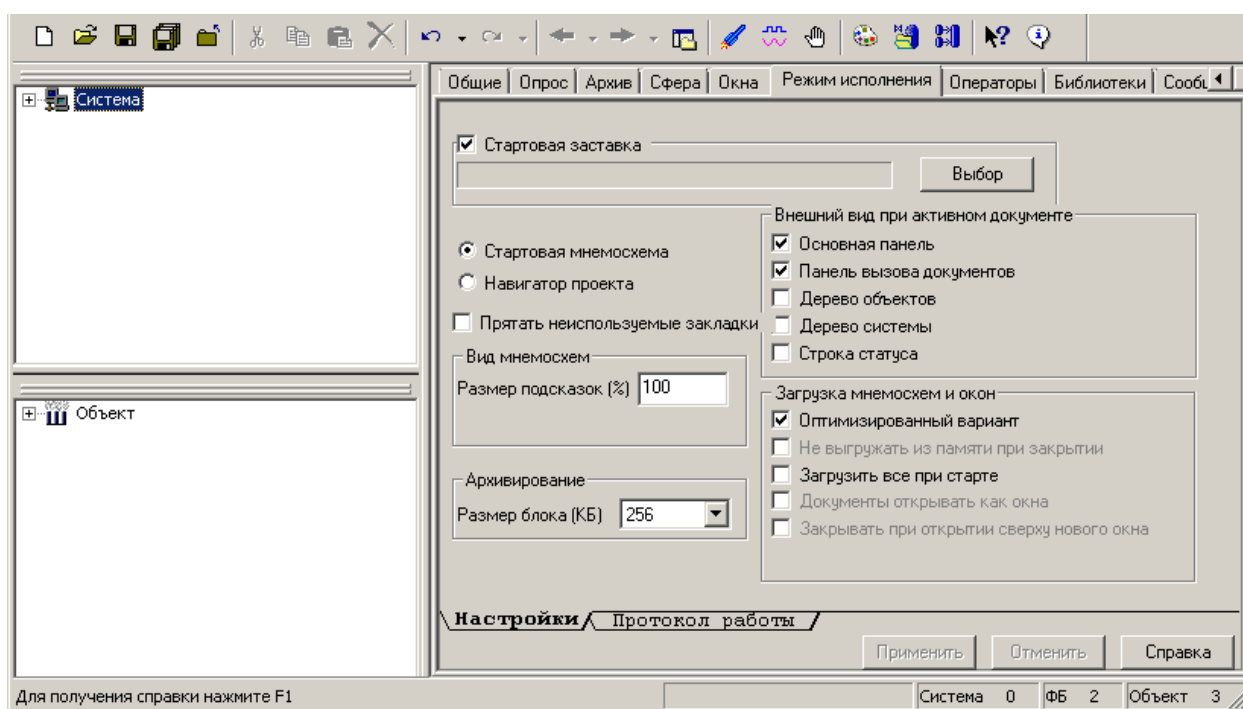 Общие Опрос Архив Сфера Окна Режим исполнения Операторы Библиотеки
Система
Стартовая заставка
Выбор
Внешний вид при активном документе
Основная панель
Стартовая мнемосхема
Панель вызова документов
Навигатор проекта
Дерево объектов
Прятать неиспользуемые закладки
Дерево системы
Строка статуса
Вид мнемосхем
Размер подсказок (%) 100
Загрузка мнемосхем и окон
Объект
Оптимизированный вариант
Не выгружать из памяти при закрытии
Загрузить все при старте
Архивирование
Документы открывать как окна
Размер блока (КБ) 256
Закрывать при открытии сверху нового окна
Настройки Протокол работы
Применить Отменить Справка
Для получения справки нажмите F1 Система 0 ФБ 2 Объект 3